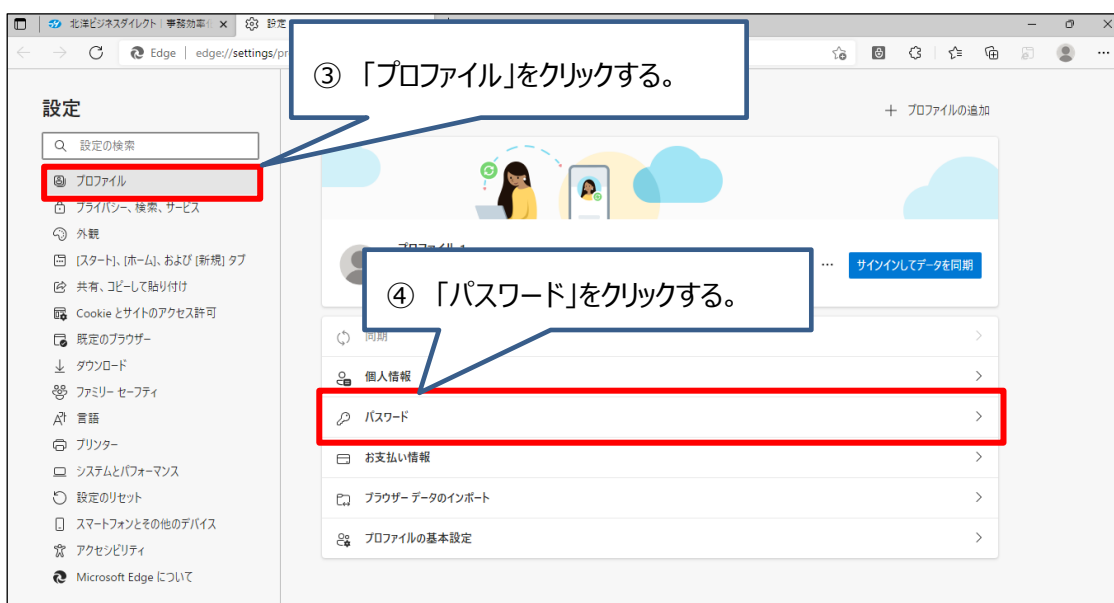 北洋ビジネスダイレクト｜事務効率化
設定
Edge | edge://settings/pr
③ 「プロファイル」をクリックする。
設定
＋ プロファイルの追加
設定の検索
プロファイル
プライバシー、検索、サービス
外観
[スタート]、[ホーム]、および [新規] タブ
サインインしてデータを同期
共有、コピーして貼り付け
④ 「パスワード」をクリックする。
Cookie とサイトのアクセス許可
既定のブラウザー
同期
ダウンロード
個人情報
ファミリー セーフティ
言語
パスワード
プリンター
お支払い情報
システムとパフォーマンス
設定のリセット
ブラウザー データのインポート
スマートフォンとその他のデバイス
プロファイルの基本設定
アクセシビリティ
Microsoft Edge について